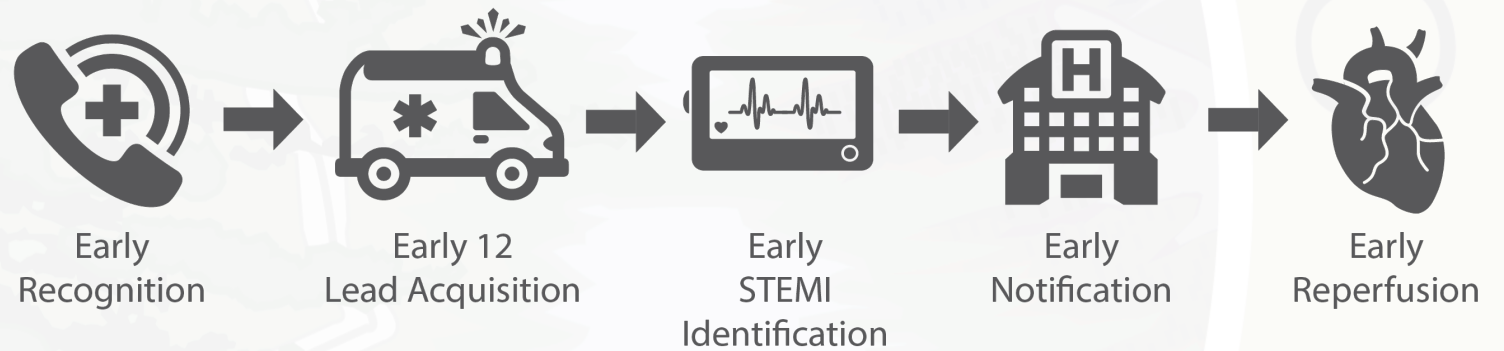 H
Early
Recognition
Early 12
Lead Acquisition
Early
STEMI
Identification
Early
Notification
Early
Reperfusion